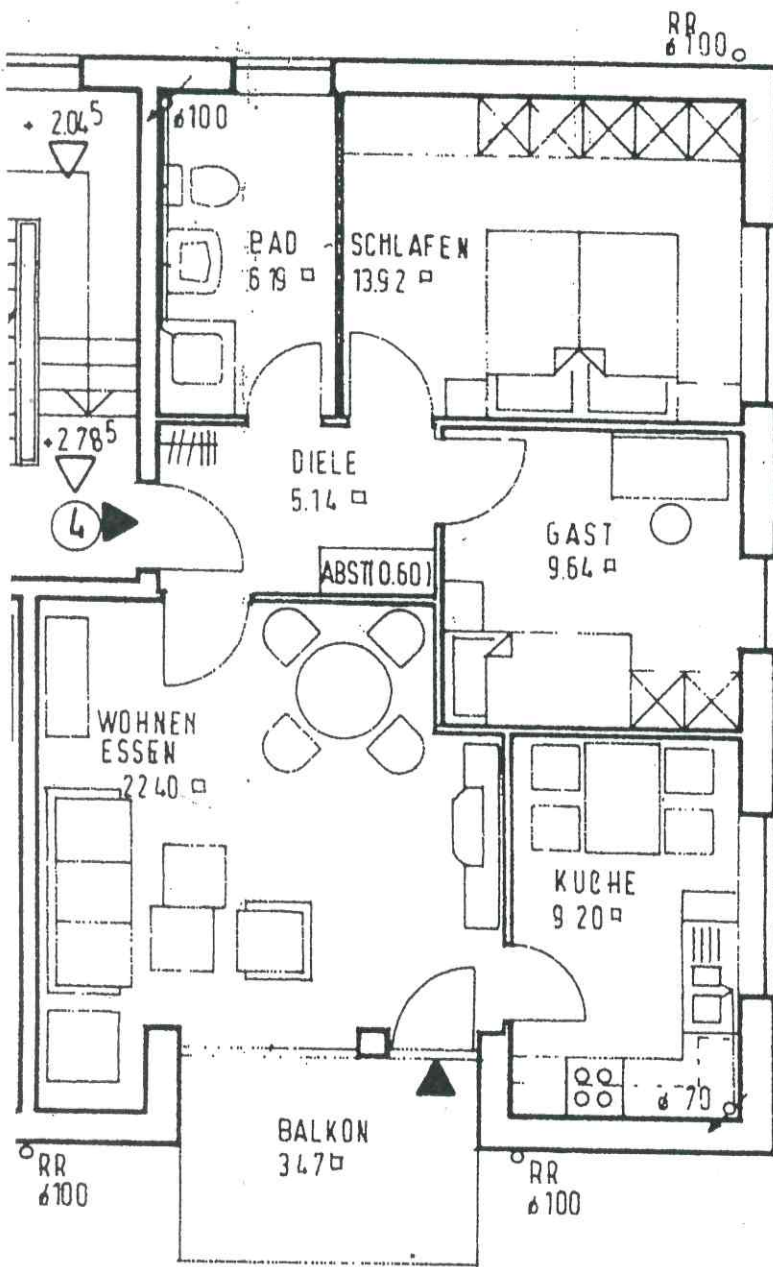 RR
ø100
+ 2.04⁵
ø100
BAD
6.19 □
SCHLAFEN
13.92 □
+2.78⁵
4
DIELE
5.14 □
ABST(0.60)
GAST
9.64 □
WOHNEN
ESSEN
22.40 □
KUCHE
9.20 □
ø 70
BALKON
3.47 □
RR
ø100
RR
ø100